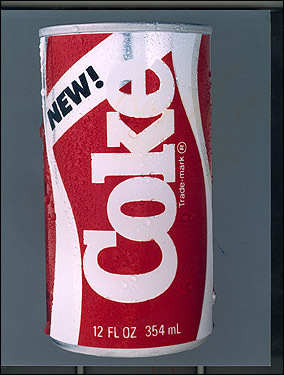 NEW!
Coke
Trade-mark ®
12 FL OZ 354 mL